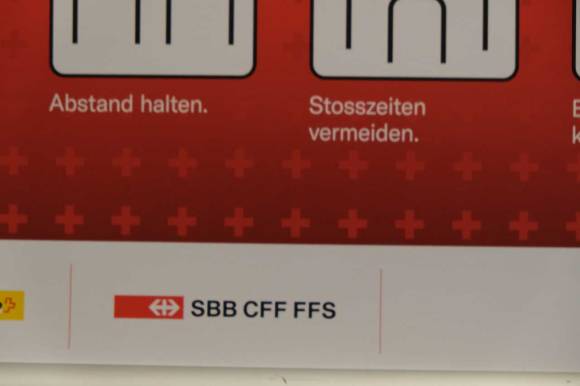 Abstand halten.
Stosszeiten
vermeiden.
SBB CFF FFS